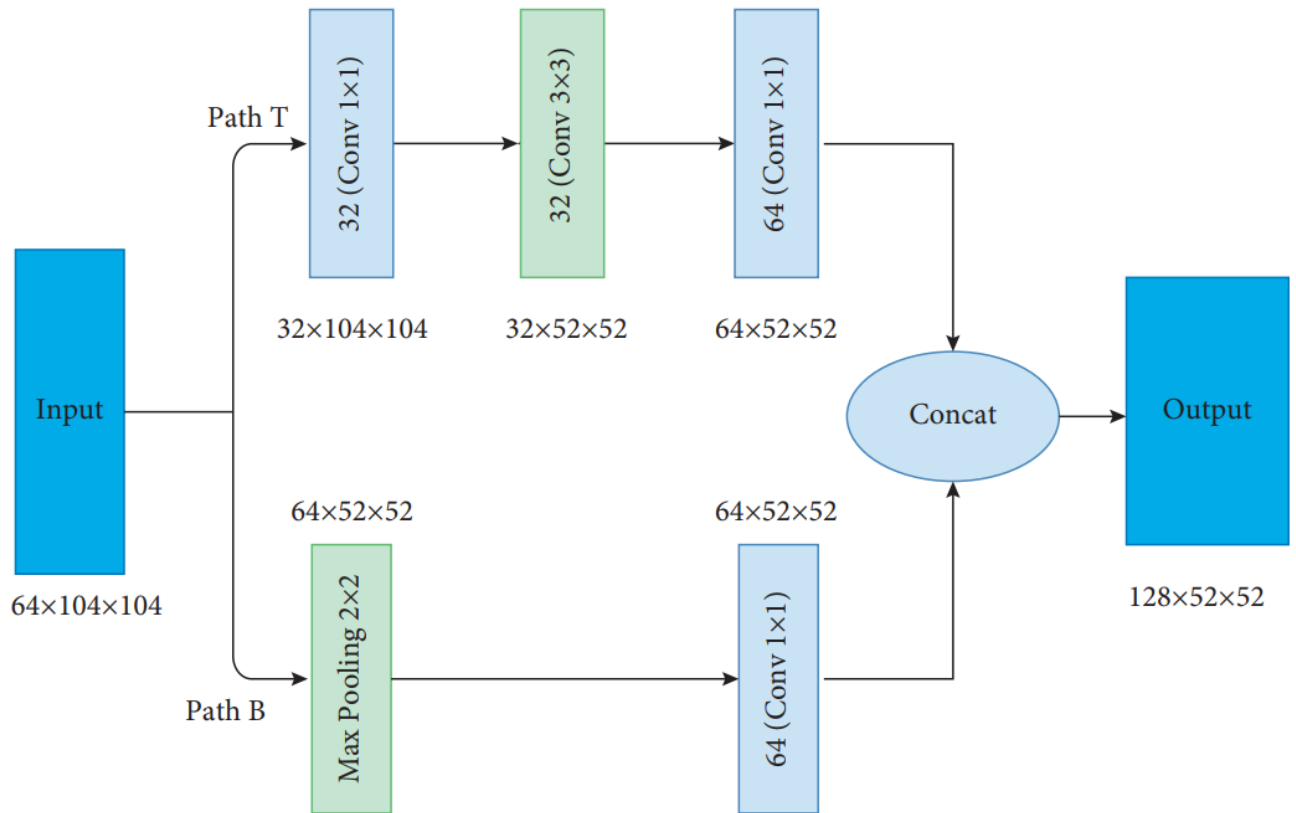 Path T
32 (Conv 1×1)
32 (Conv 3×3)
64 (Conv 1×1)
32×104×104
32×52×52
64×52×52
Input
64×104×104
Concat
Output
128×52×52
64×52×52
64×52×52
Path B
Max Pooling 2×2
64 (Conv 1×1)